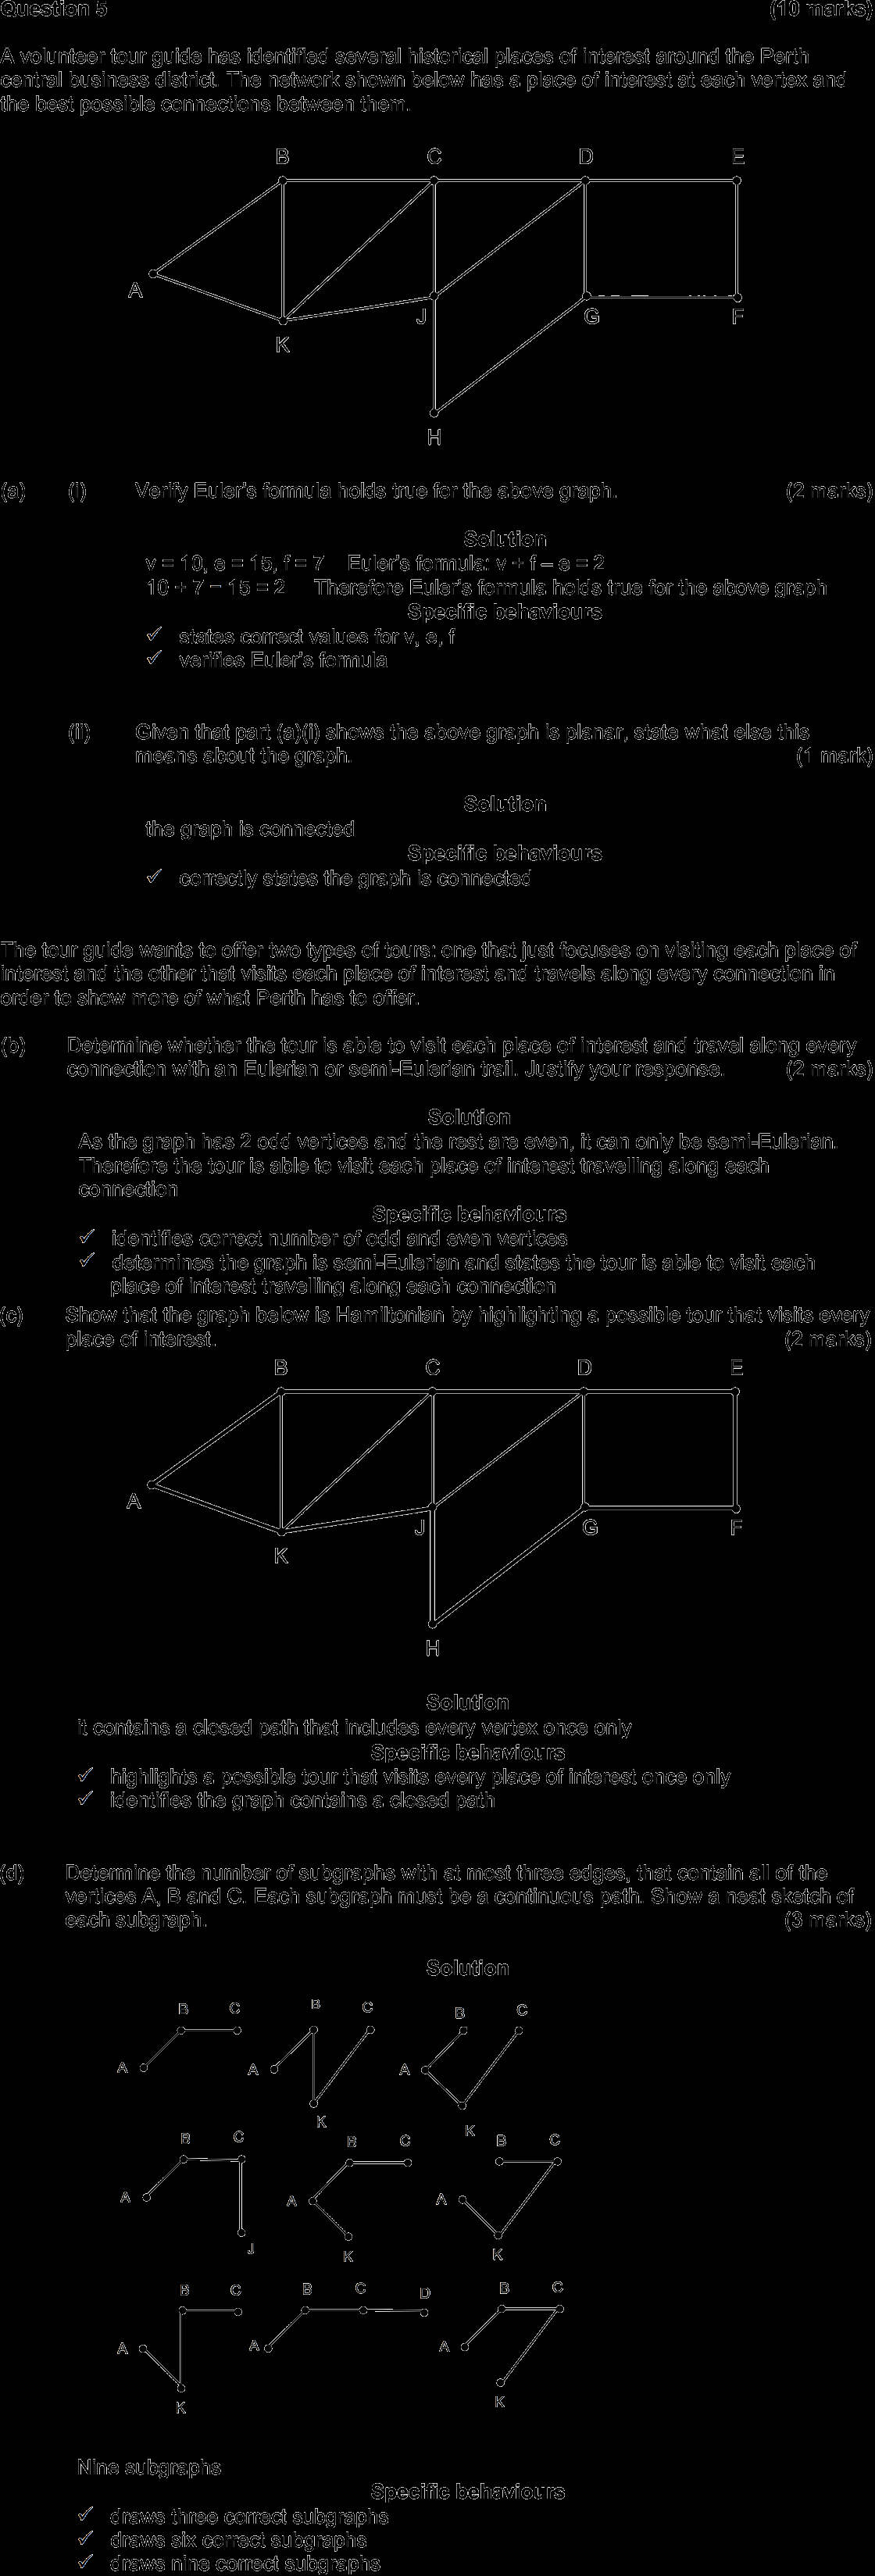 Question 5 (10 marks)
A volunteer tour guide has identified several historical places of interest around the Perth
central business district. The network shown below has a place of interest at each vertex and
the best possible connections between them.
B C D E
A
J G F
K
H
(a) (i) Verify Euler's formula holds true for the above graph. (2 marks)
Solution
v = 10, e = 15, f = 7 Euler's formula: v + f – e = 2
10 + 7 – 15 = 2 Therefore Euler's formula holds true for the above graph
Specific behaviours
✓ states correct values for v, e, f
✓ verifies Euler's formula
(ii) Given that part (a)(i) shows the above graph is planar, state what else this
means about the graph. (1 mark)
Solution
the graph is connected
Specific behaviours
✓ correctly states the graph is connected
The tour guide wants to offer two types of tours: one that just focuses on visiting each place of
interest and the other that visits each place of interest and travels along every connection in
order to show more of what Perth has to offer.
(b) Determine whether the tour is able to visit each place of interest and travel along every
connection with an Eulerian or semi-Eulerian trail. Justify your response. (2 marks)
Solution
As the graph has 2 odd vertices and the rest are even, it can only be semi-Eulerian.
Therefore the tour is able to visit each place of interest travelling along each
connection
Specific behaviours
✓ identifies correct number of odd and even vertices
✓ determines the graph is semi-Eulerian and states the tour is able to visit each
place of interest travelling along each connection
(c) Show that the graph below is Hamiltonian by highlighting a possible tour that visits every
place of interest. (2 marks)
B C D E
A
J G F
K
H
Solution
it contains a closed path that includes every vertex once only
Specific behaviours
✓ highlights a possible tour that visits every place of interest once only
✓ identifies the graph contains a closed path
(d) Determine the number of subgraphs with at most three edges, that contain all of the
vertices A, B and C. Each subgraph must be a continuous path. Show a neat sketch of
each subgraph. (3 marks)
Solution
B C B C B C
A A A
K K
B C B C B C
A A A
J K K
B C B C D B C
A A A
K K
Nine subgraphs
Specific behaviours
✓ draws three correct subgraphs
✓ draws six correct subgraphs
✓ draws nine correct subgraphs